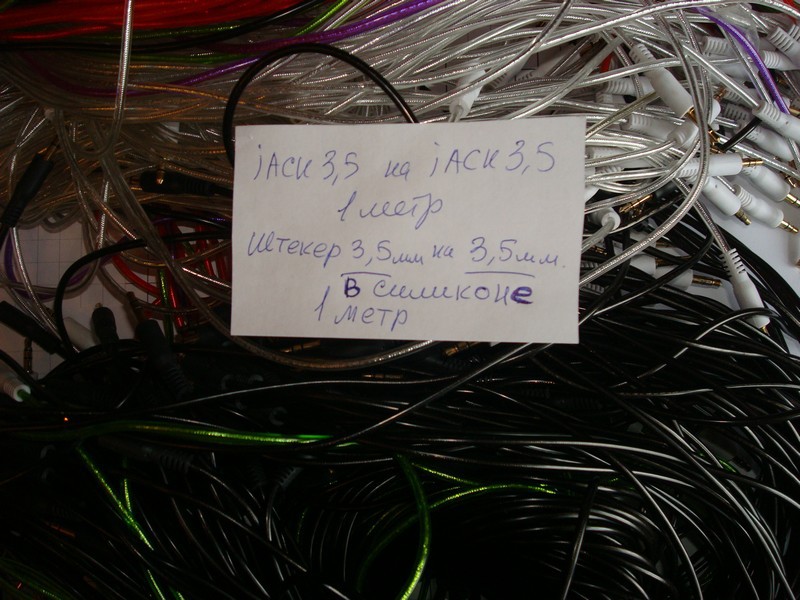 jACK 3,5 на jACK 3,5
1 метр
Штекер 3,5мм на 3,5мм.
в силиконе
1 метр